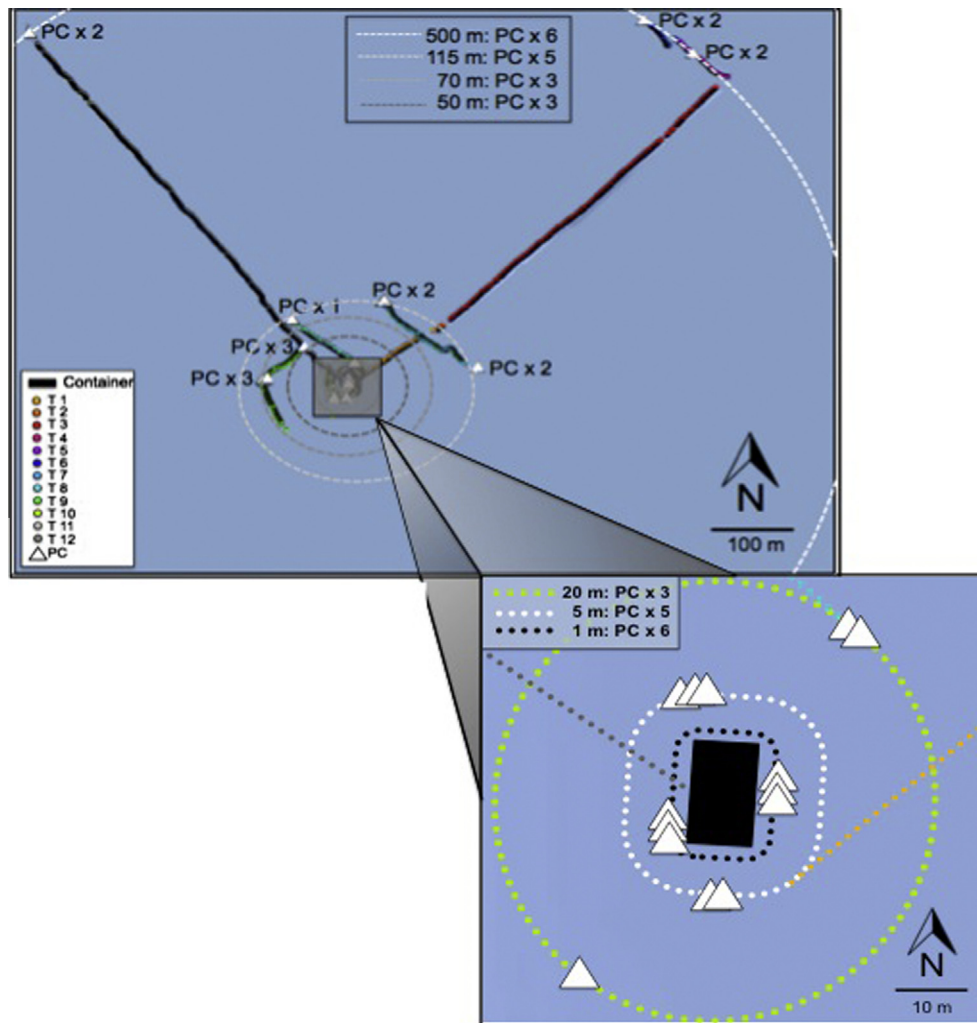 PC x 2
500 m: PC x 6
115 m: PC x 5
70 m: PC x 3
50 m: PC x 3
PC x 2
PC x 2
PC x 1
PC x 2
PC x 3
PC x 3
PC x 2
Container
T 1
T 2
T 3
T 4
T 5
T 6
T 7
T 8
T 9
T 10
T 11
T 12
PC
N
100 m
20 m: PC x 3
5 m: PC x 5
1 m: PC x 6
N
10 m